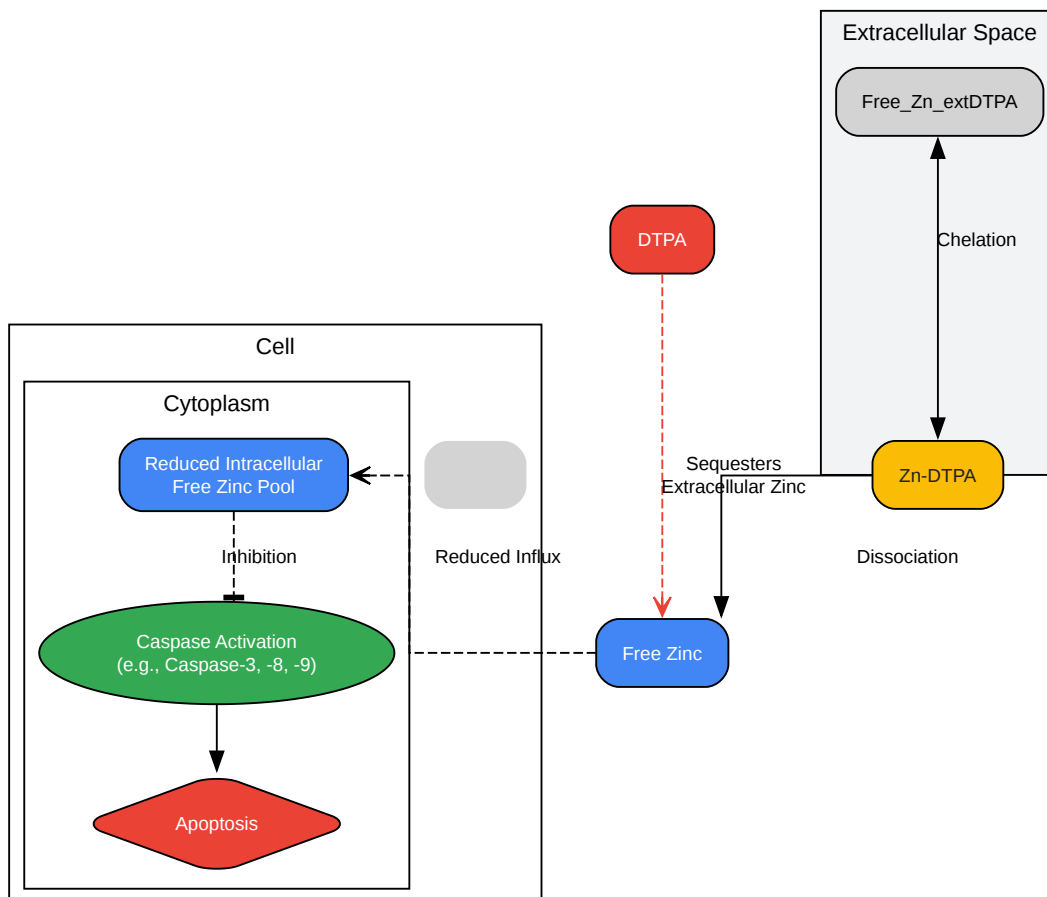 Extracellular Space
Free_Zn_extDTPA
DTPA
Chelation
Cell
Cytoplasm
Reduced Intracellular
Free Zinc Pool
Sequesters
Extracellular Zinc
Zn-DTPA
Inhibition
Reduced Influx
Dissociation
Caspase Activation
(e.g., Caspase-3, -8, -9)
Free Zinc
Apoptosis